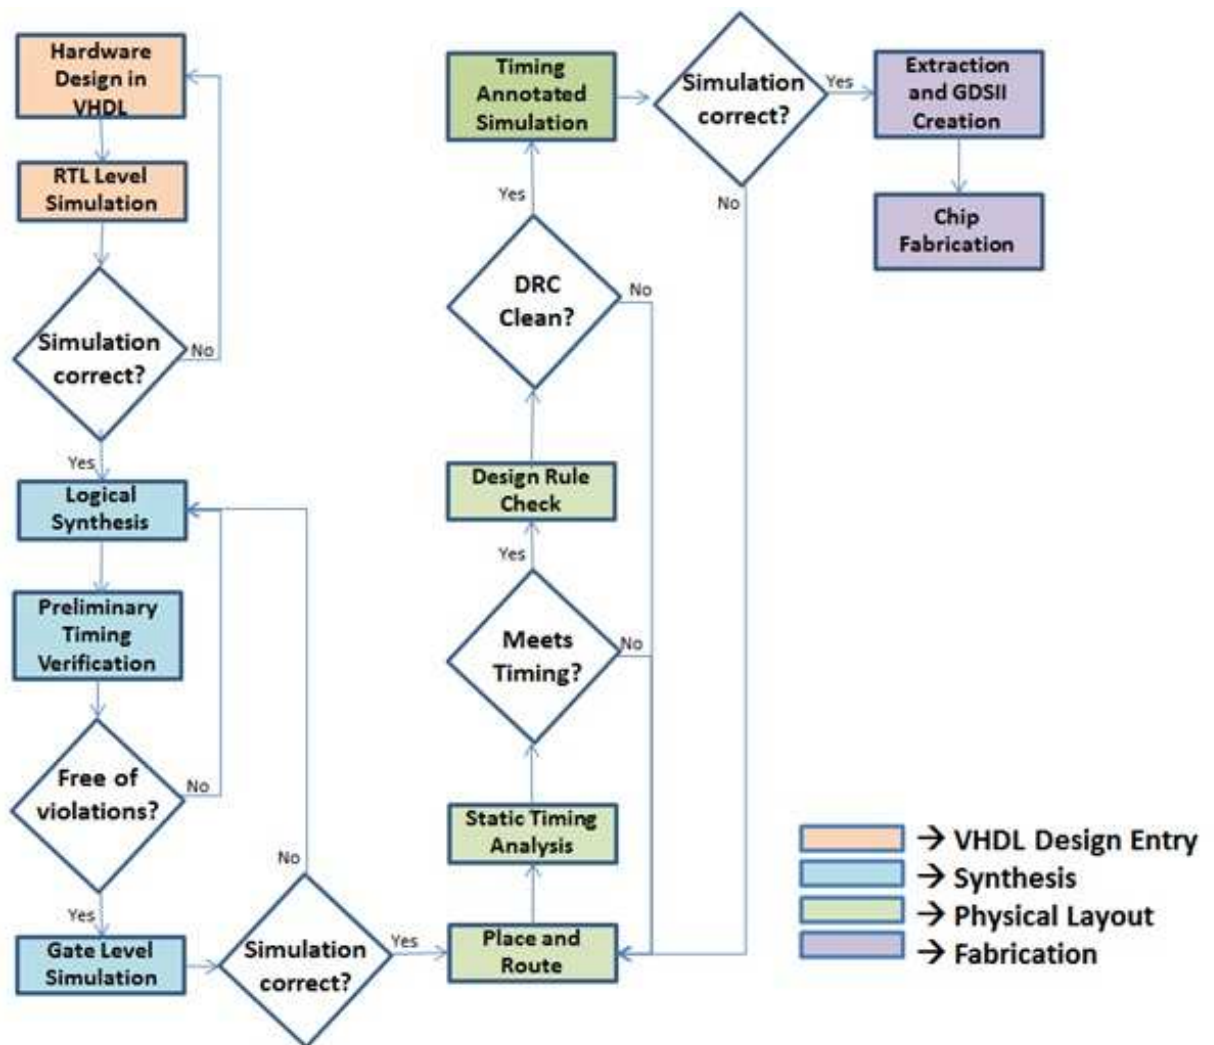 Hardware
Design in
VHDL
RTL Level
Simulation
Simulation
correct?
No
Yes
Logical
Synthesis
Preliminary
Timing
Verification
Free of
violations?
No
Yes
Gate Level
Simulation
Simulation
correct?
No
Yes
Place and
Route
Static Timing
Analysis
Meets
Timing?
No
Yes
Design Rule
Check
DRC
Clean?
No
Yes
Timing
Annotated
Simulation
Simulation
correct?
No
Yes
Extraction
and GDSII
Creation
Chip
Fabrication
→ VHDL Design Entry
→ Synthesis
→ Physical Layout
→ Fabrication